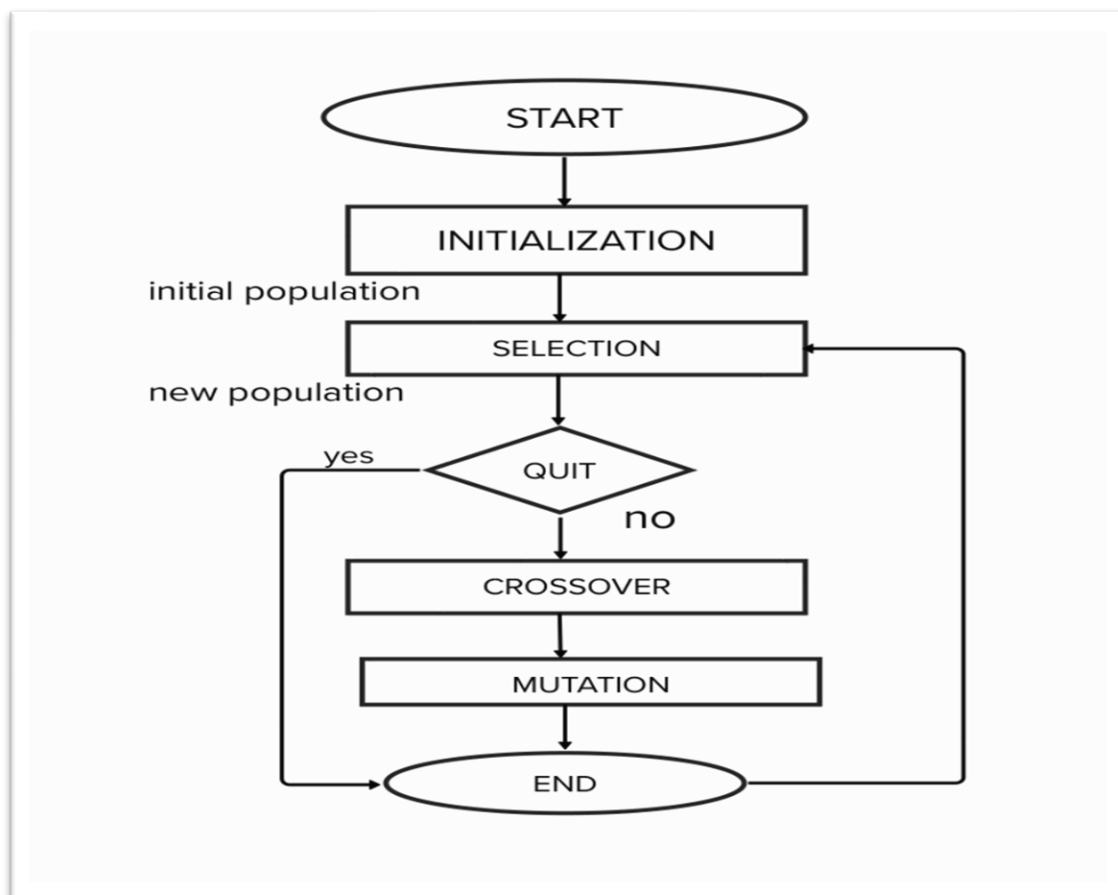 START
INITIALIZATION
initial population
SELECTION
new population
yes
QUIT
no
CROSSOVER
MUTATION
END